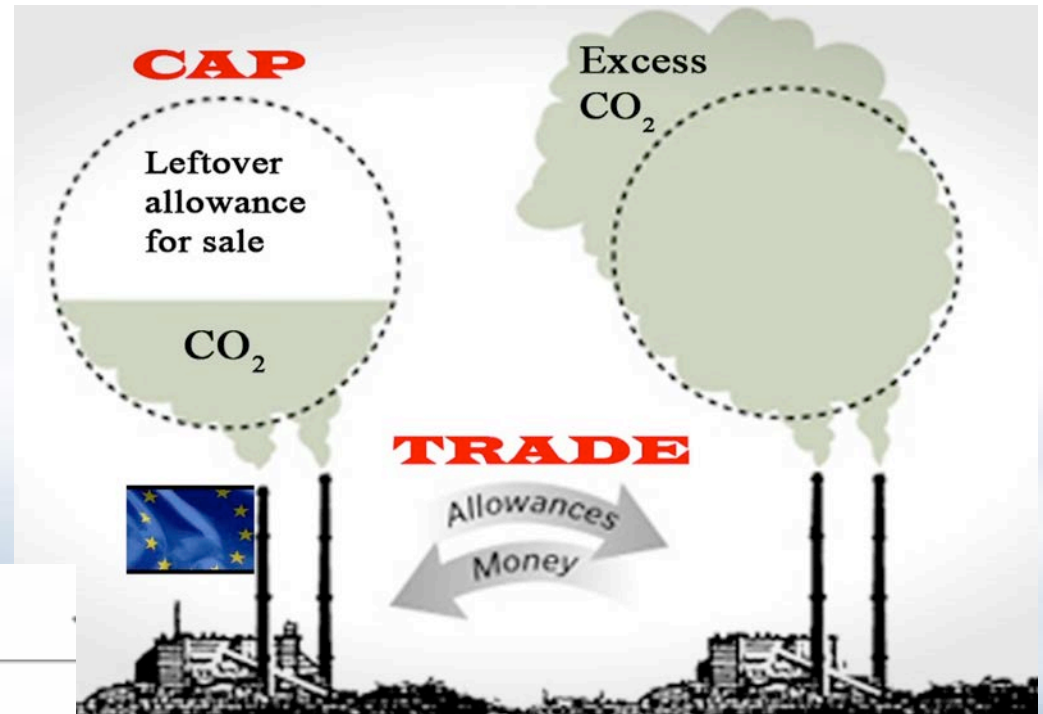 CAP
Leftover
allowance
for sale
CO₂
Excess
CO₂
TRADE
Allowances
Money